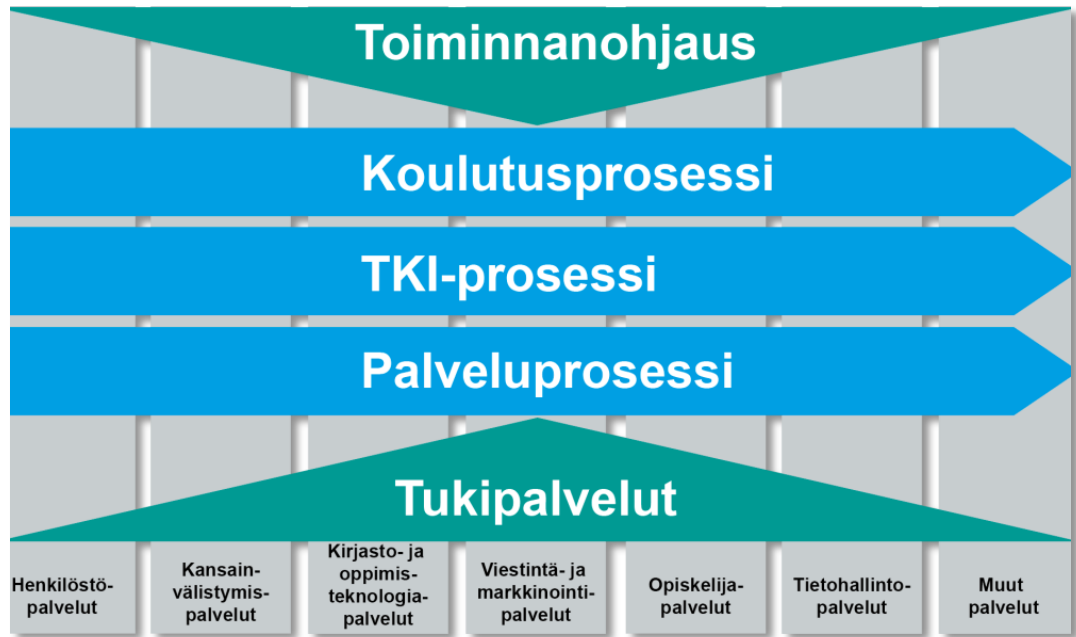 Toiminnanohjaus
Koulutusprosessi
TKI-prosessi
Palveluprosessi
Tukipalvelut
Henkilöstö-
palvelut
Kansain-
välistymis-
palvelut
Kirjasto- ja
oppimis-
teknologia-
palvelut
Viestintä- ja
markkinointi-
palvelut
Opiskelija-
palvelut
Tietohallinto-
palvelut
Muut
palvelut